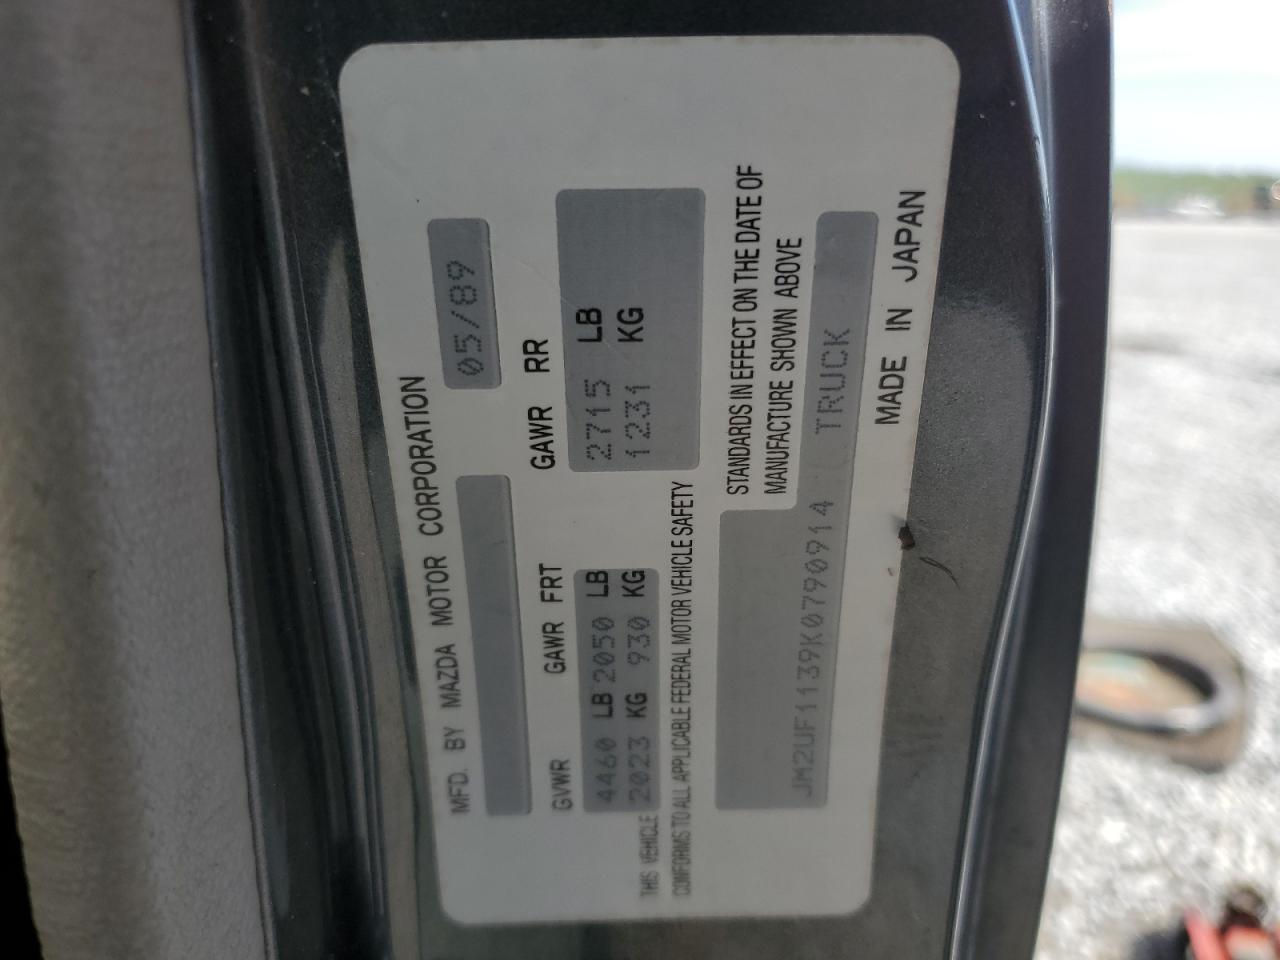 MFD. BY MAZDA MOTOR CORPORATION
05/89
GVWR GAWR FRT GAWR RR
4460 LB 2050 LB 2715 LB
2023 KG 930 KG 1231 KG
THIS VEHICLE
CONFORMS TO ALL APPLICABLE FEDERAL MOTOR VEHICLE SAFETY
STANDARDS IN EFFECT ON THE DATE OF
MANUFACTURE SHOWN ABOVE
JM2UF1139K0790914 TRUCK
MADE IN JAPAN